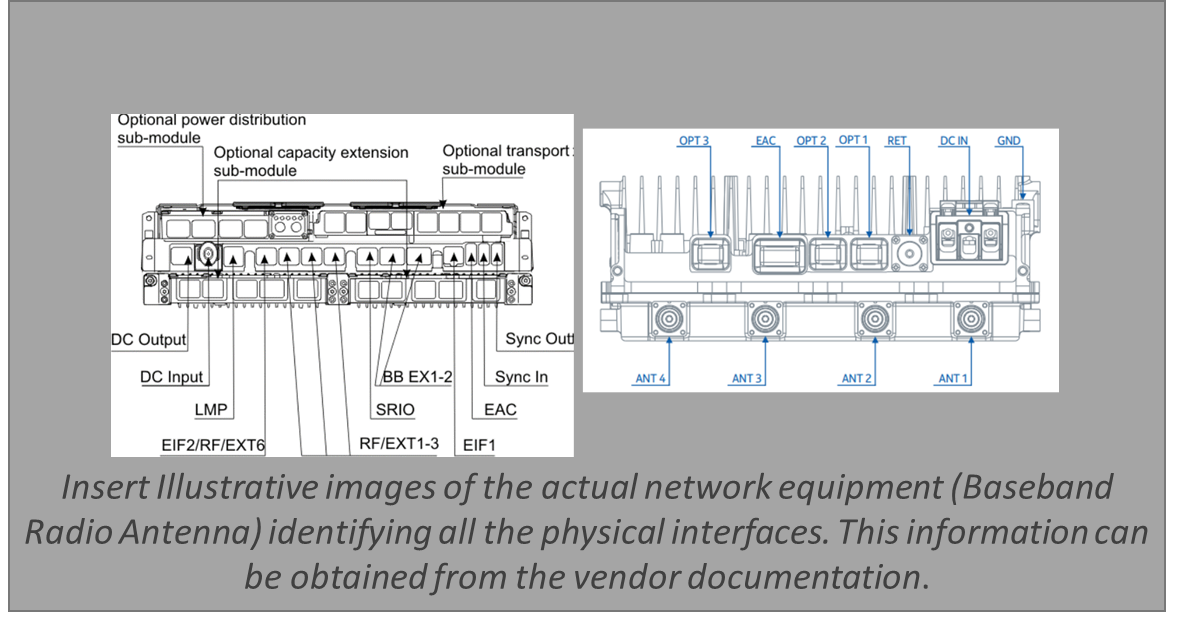 Optional power distribution
sub-module
Optional capacity extension
sub-module
Optional transport
sub-module
DC Output
DC Input
LMP
EIF2/RF/EXT6
BB EX1-2
SRIO
RF/EXT1-3
Sync Out
Sync In
EAC
EIF1
OPT 3
EAC
OPT 2
OPT 1
RET
DC IN
GND
ANT 4
ANT 3
ANT 2
ANT 1
Insert Illustrative images of the actual network equipment (Baseband
Radio Antenna) identifying all the physical interfaces. This information can
be obtained from the vendor documentation.